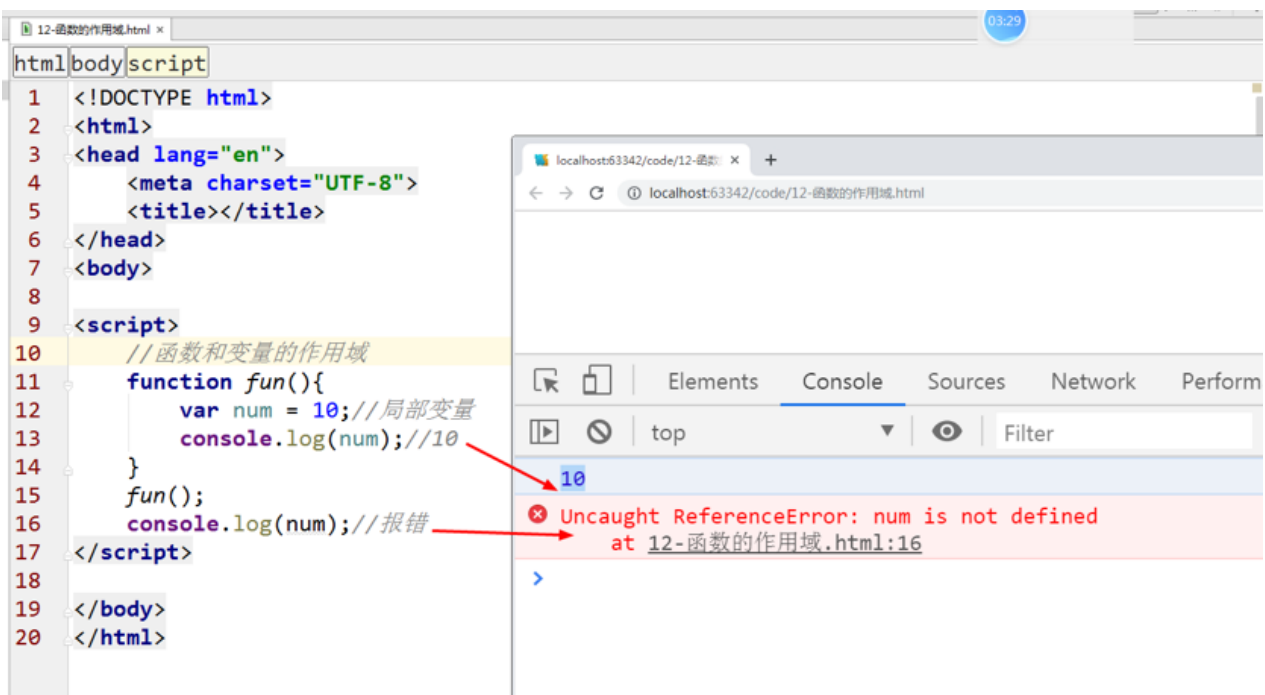 03:29
12-函数的作用域.html ×
html body script
1 <!DOCTYPE html>
2 <html>
3 <head lang="en">
4 <meta charset="UTF-8">
5 <title></title>
6 </head>
7 <body>
8
9 <script>
10 //函数和变量的作用域
11 function fun(){
12 var num = 10;//局部变量
13 console.log(num);//10
14 }
15 fun();
16 console.log(num);//报错
17 </script>
18
19 </body>
20 </html>
localhost:63342/code/12-函数 × +
localhost:63342/code/12-函数的作用域.html
Elements Console Sources Network Perform
top Filter
10
Uncaught ReferenceError: num is not defined
at 12-函数的作用域.html:16
>